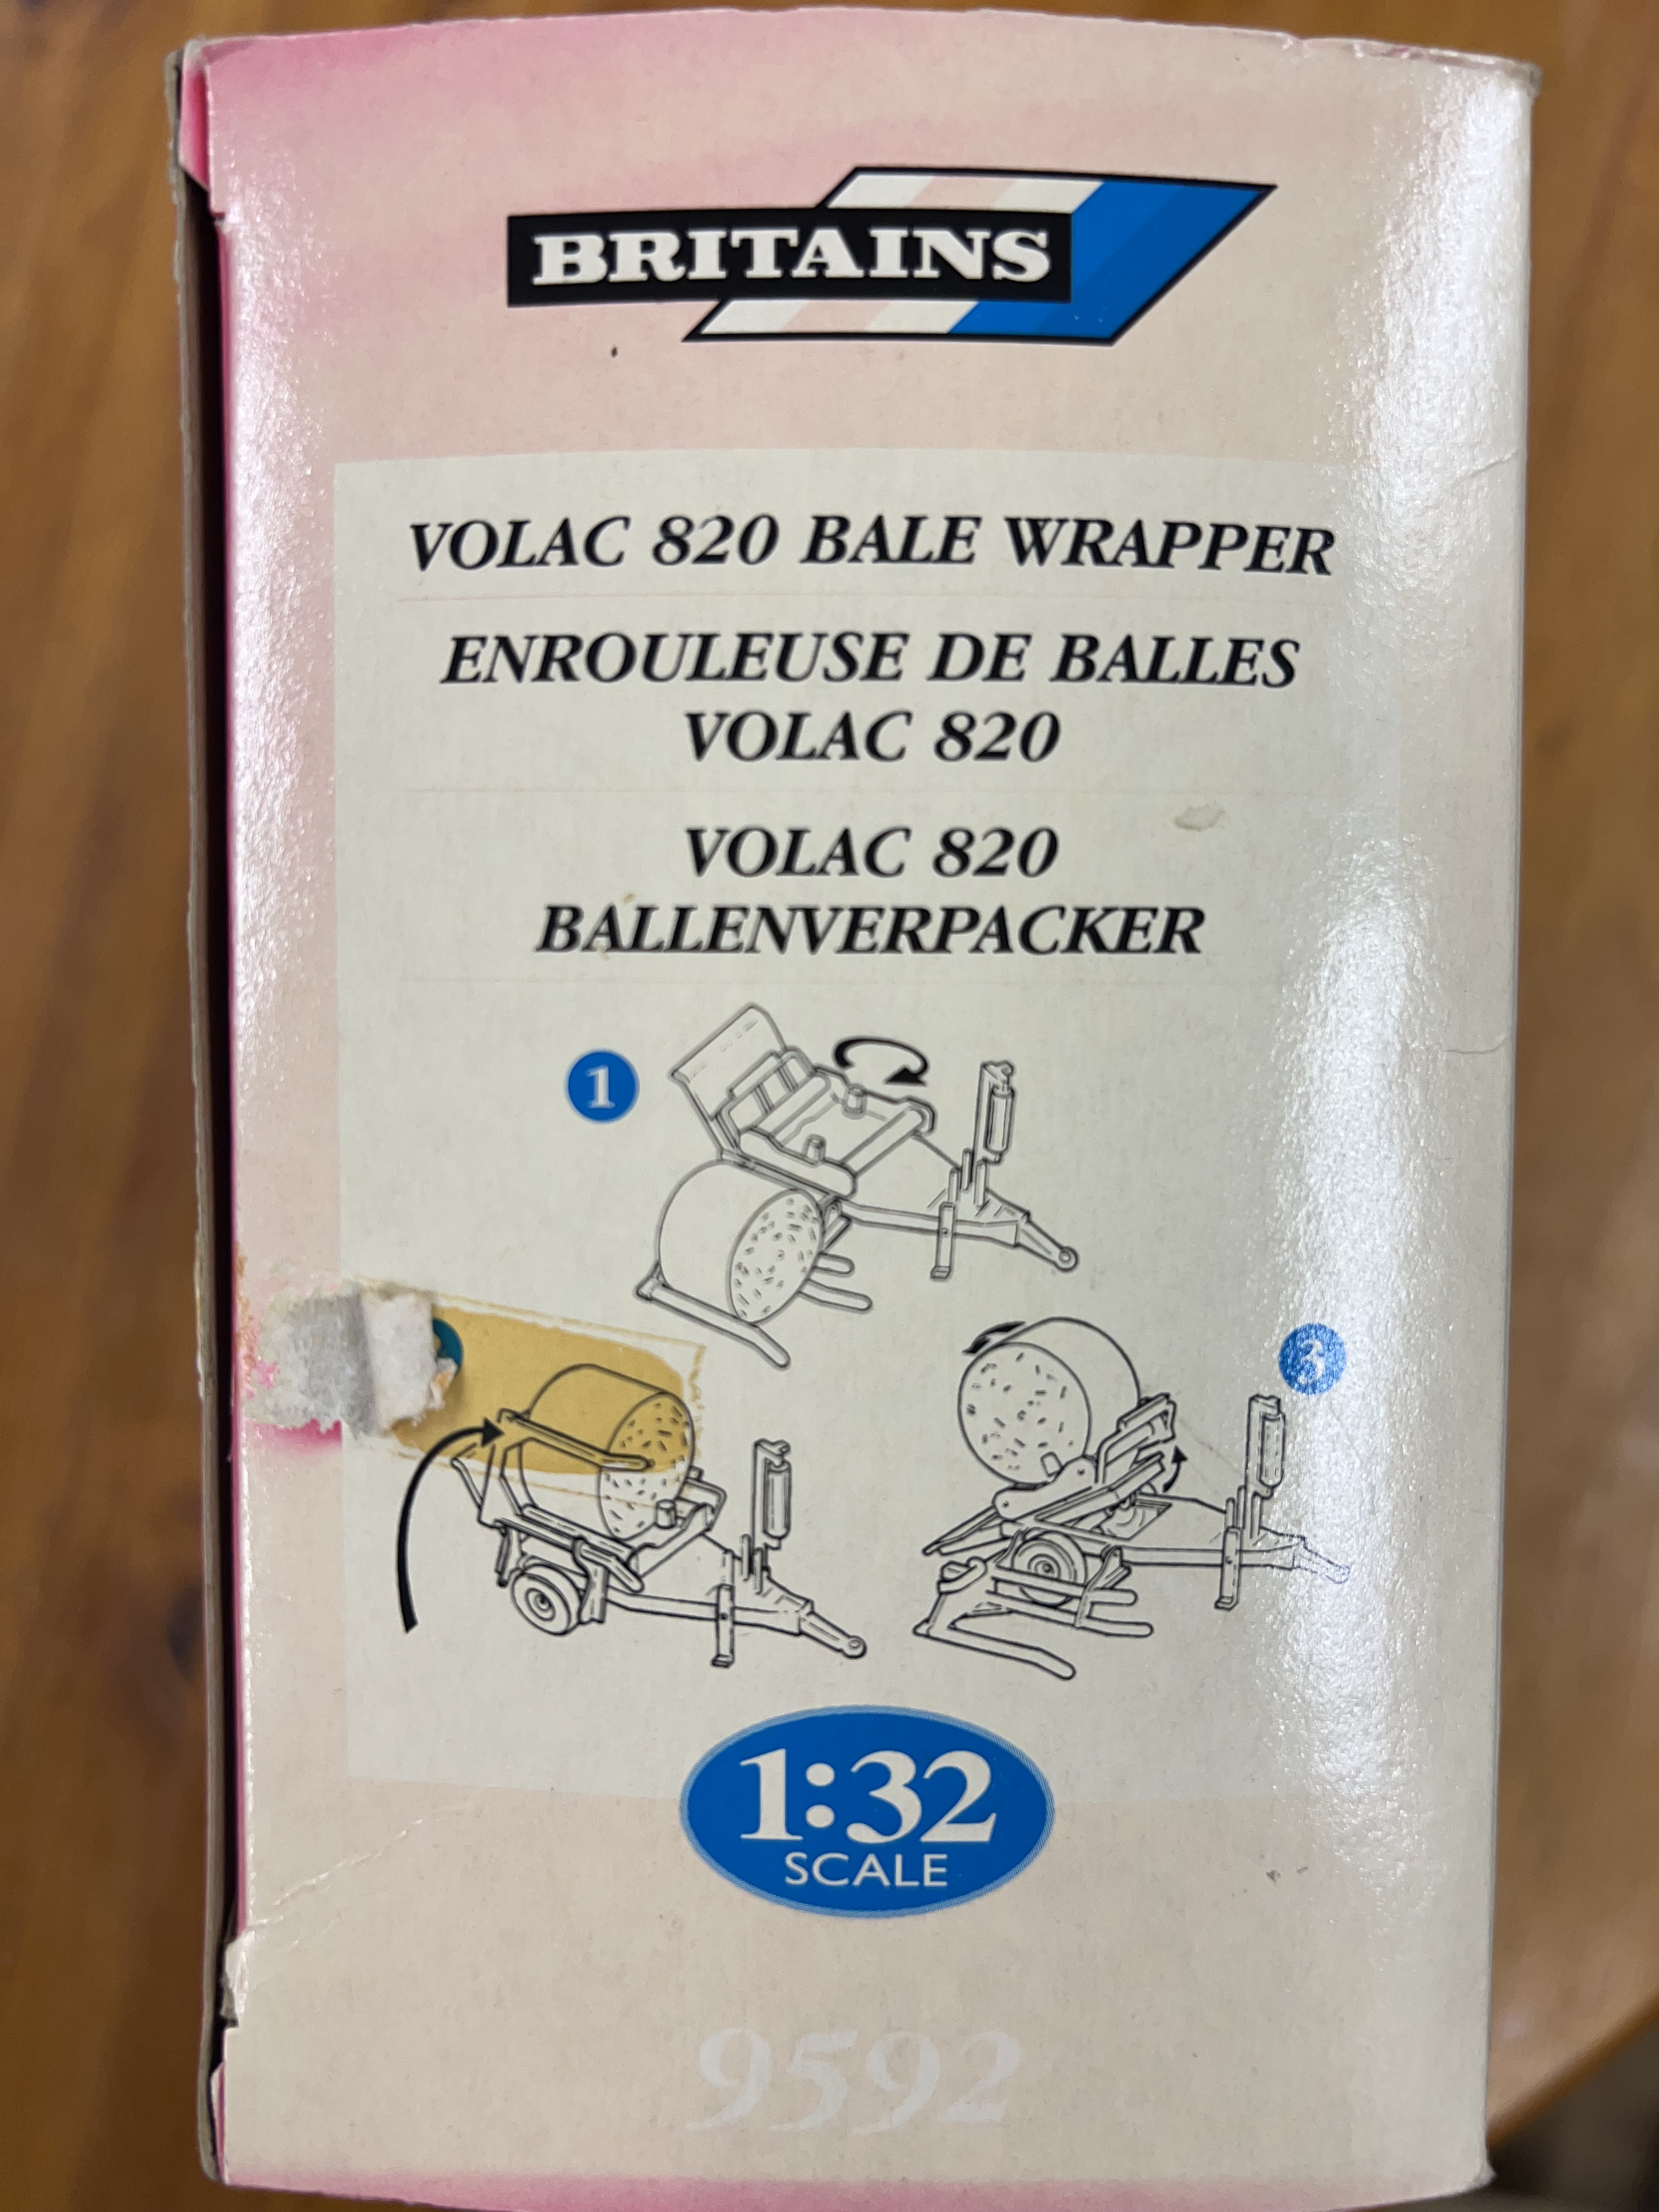 BRITAINS
VOLAC 820 BALE WRAPPER
ENROULEUSE DE BALLES
VOLAC 820
VOLAC 820
BALLENVERPACKER
1
3
1:32
SCALE
9592